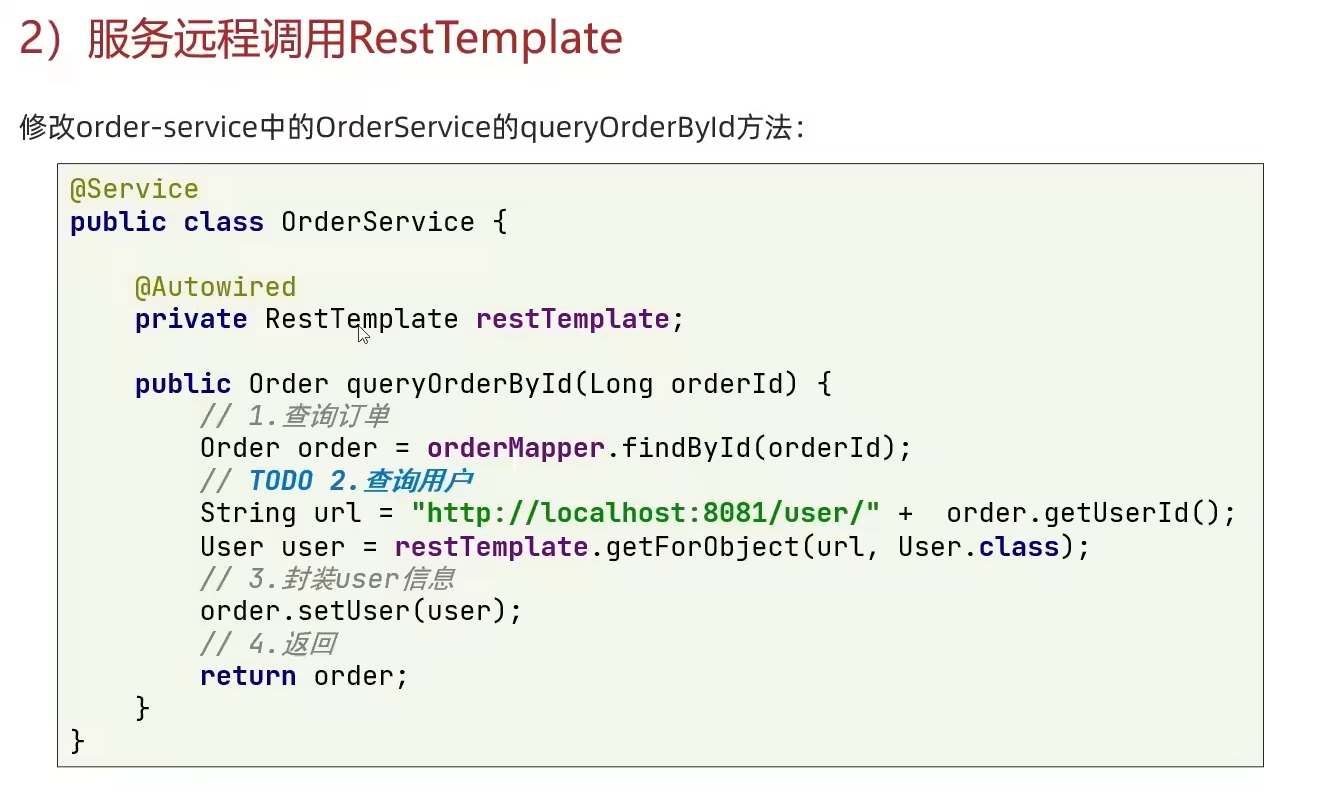 2）服务远程调用RestTemplate
修改order-service中的OrderService的queryOrderById方法：
@Service
public class OrderService {
@Autowired
private RestTemplate restTemplate;
public Order queryOrderById(Long orderId) {
// 1.查询订单
Order order = orderMapper.findById(orderId);
// TODO 2.查询用户
String url = "http://localhost:8081/user/" +  order.getUserId();
User user = restTemplate.getForObject(url, User.class);
// 3.封装user信息
order.setUser(user);
// 4.返回
return order;
}
}